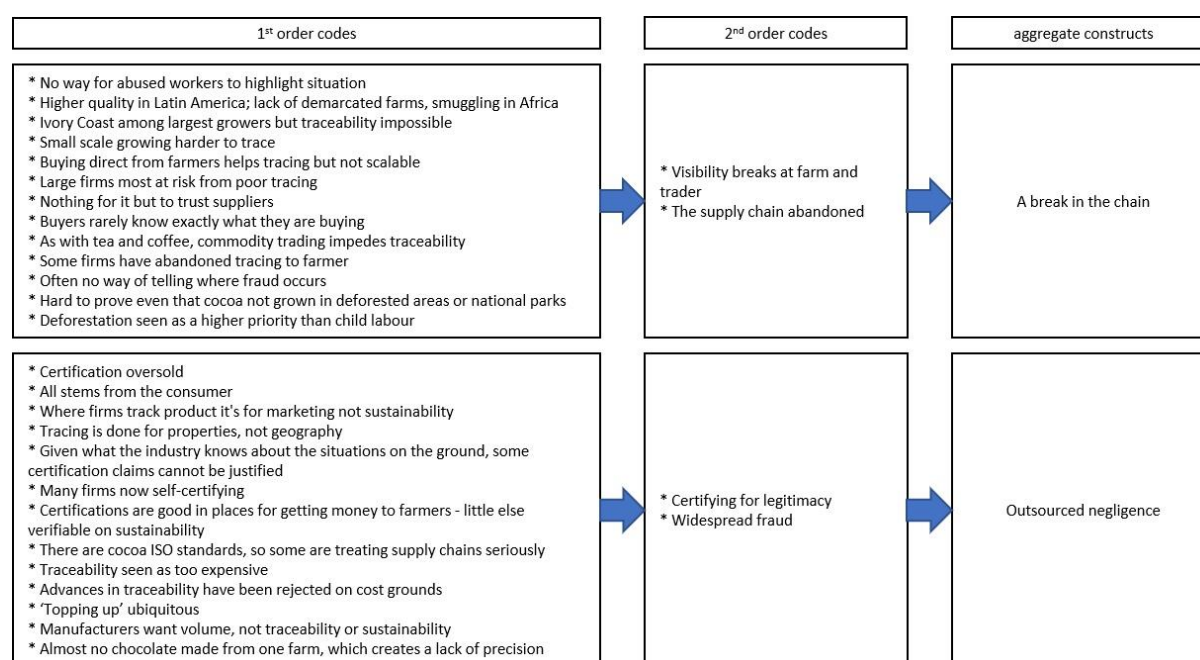 1st order codes
2nd order codes
aggregate constructs
* No way for abused workers to highlight situation
* Higher quality in Latin America; lack of demarcated farms, smuggling in Africa
* Ivory Coast among largest growers but traceability impossible
* Small scale growing harder to trace
* Buying direct from farmers helps tracing but not scalable
* Large firms most at risk from poor tracing
* Nothing for it but to trust suppliers
* Buyers rarely know exactly what they are buying
* As with tea and coffee, commodity trading impedes traceability
* Some firms have abandoned tracing to farmer
* Often no way of telling where fraud occurs
* Hard to prove even that cocoa not grown in deforested areas or national parks
* Deforestation seen as a higher priority than child labour
* Visibility breaks at farm and
trader
* The supply chain abandoned
A break in the chain
* Certification oversold
* All stems from the consumer
* Where firms track product it's for marketing not sustainability
* Tracing is done for properties, not geography
* Given what the industry knows about the situations on the ground, some
certification claims cannot be justified
* Many firms now self-certifying
* Certifications are good in places for getting money to farmers - little else
verifiable on sustainability
* There are cocoa ISO standards, so some are treating supply chains seriously
* Traceability seen as too expensive
* Advances in traceability have been rejected on cost grounds
* ‘Topping up’ ubiquitous
* Manufacturers want volume, not traceability or sustainability
* Almost no chocolate made from one farm, which creates a lack of precision
* Certifying for legitimacy
* Widespread fraud
Outsourced negligence